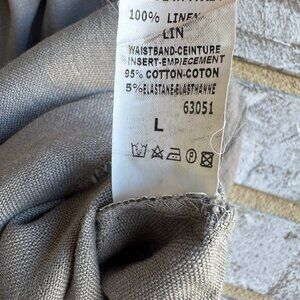 100% LINEN
LIN
WAISTBAND-CEINTURE
INSERT-EMPIECEMENT
95% COTTON-COTON
5% ELASTANE-ELASTHANNE
63051
L